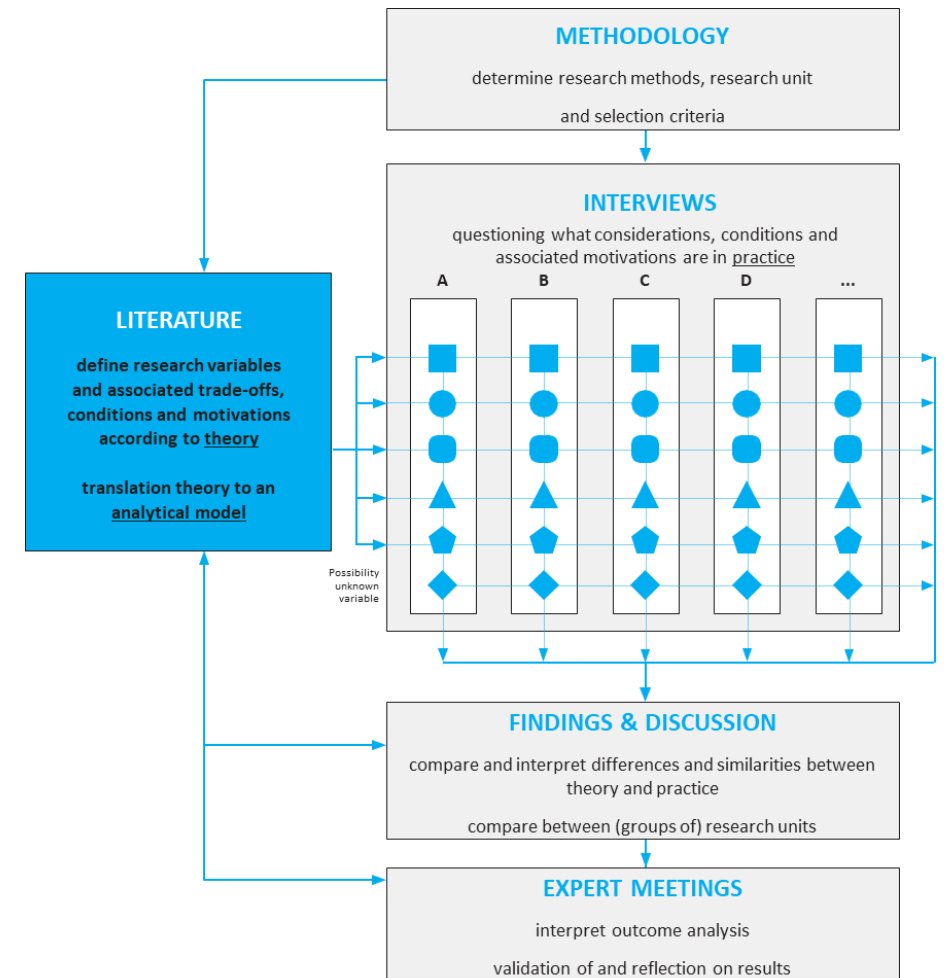 METHODOLOGY
determine research methods, research unit
and selection criteria
INTERVIEWS
questioning what considerations, conditions and
associated motivations are in practice
A B C D ...
LITERATURE
define research variables
and associated trade-offs,
conditions and motivations
according to theory
translation theory to an
analytical model
Possibility
unknown
variable
FINDINGS & DISCUSSION
compare and interpret differences and similarities between
theory and practice
compare between (groups of) research units
EXPERT MEETINGS
interpret outcome analysis
validation of and reflection on results